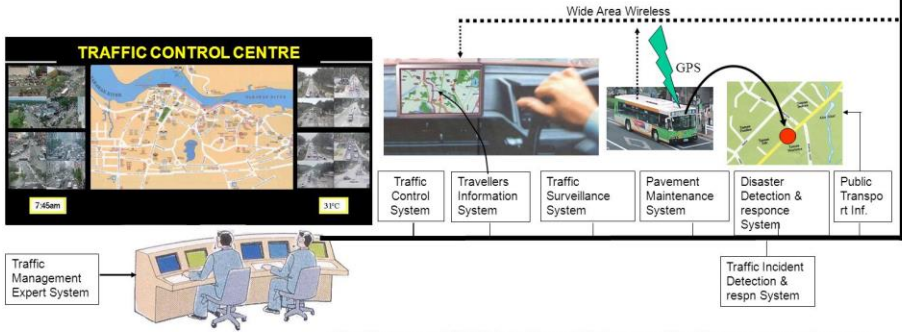 Wide Area Wireless
TRAFFIC CONTROL CENTRE
GPS
7:45am
31°C
Traffic
Control
System
Travellers
Information
System
Traffic
Surveillance
System
Pavement
Maintenance
System
Disaster
Detection &
responce
System
Public
Transpo
rt Inf.
Traffic
Management
Expert System
Traffic Incident
Detection &
respn System